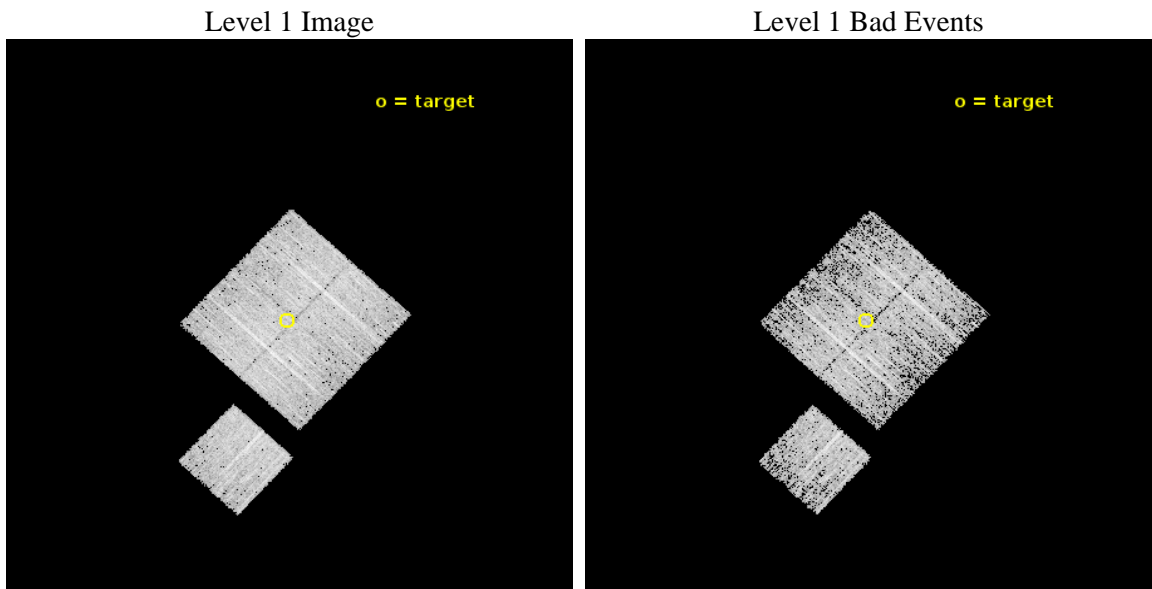 Level 1 Image
Level 1 Bad Events
o = target
o = target